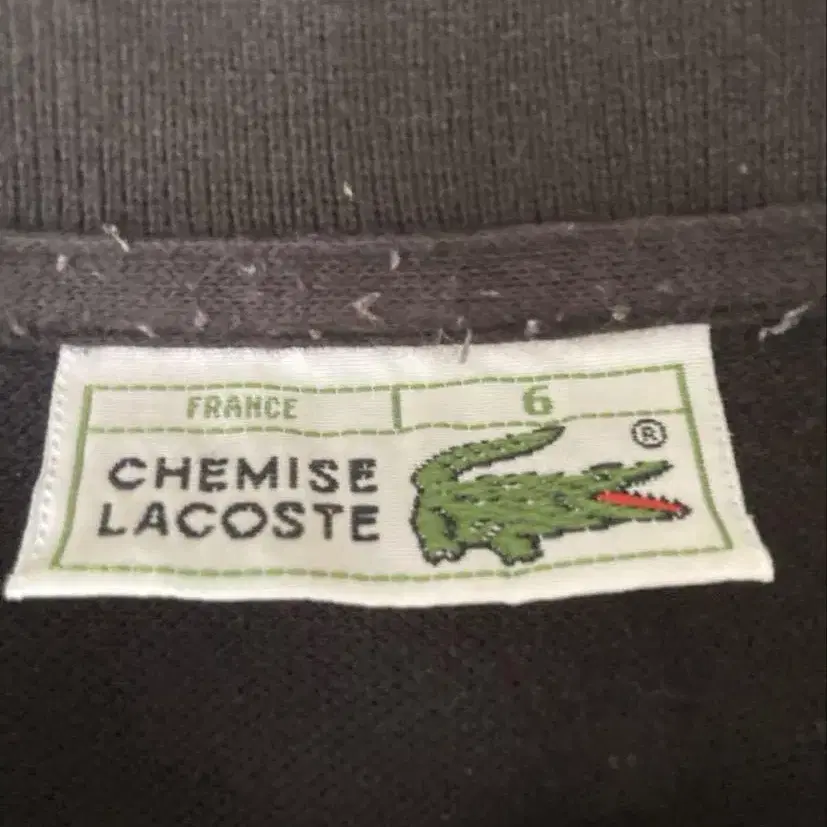 FRANCE 6
®
CHEMISE
LACOSTE